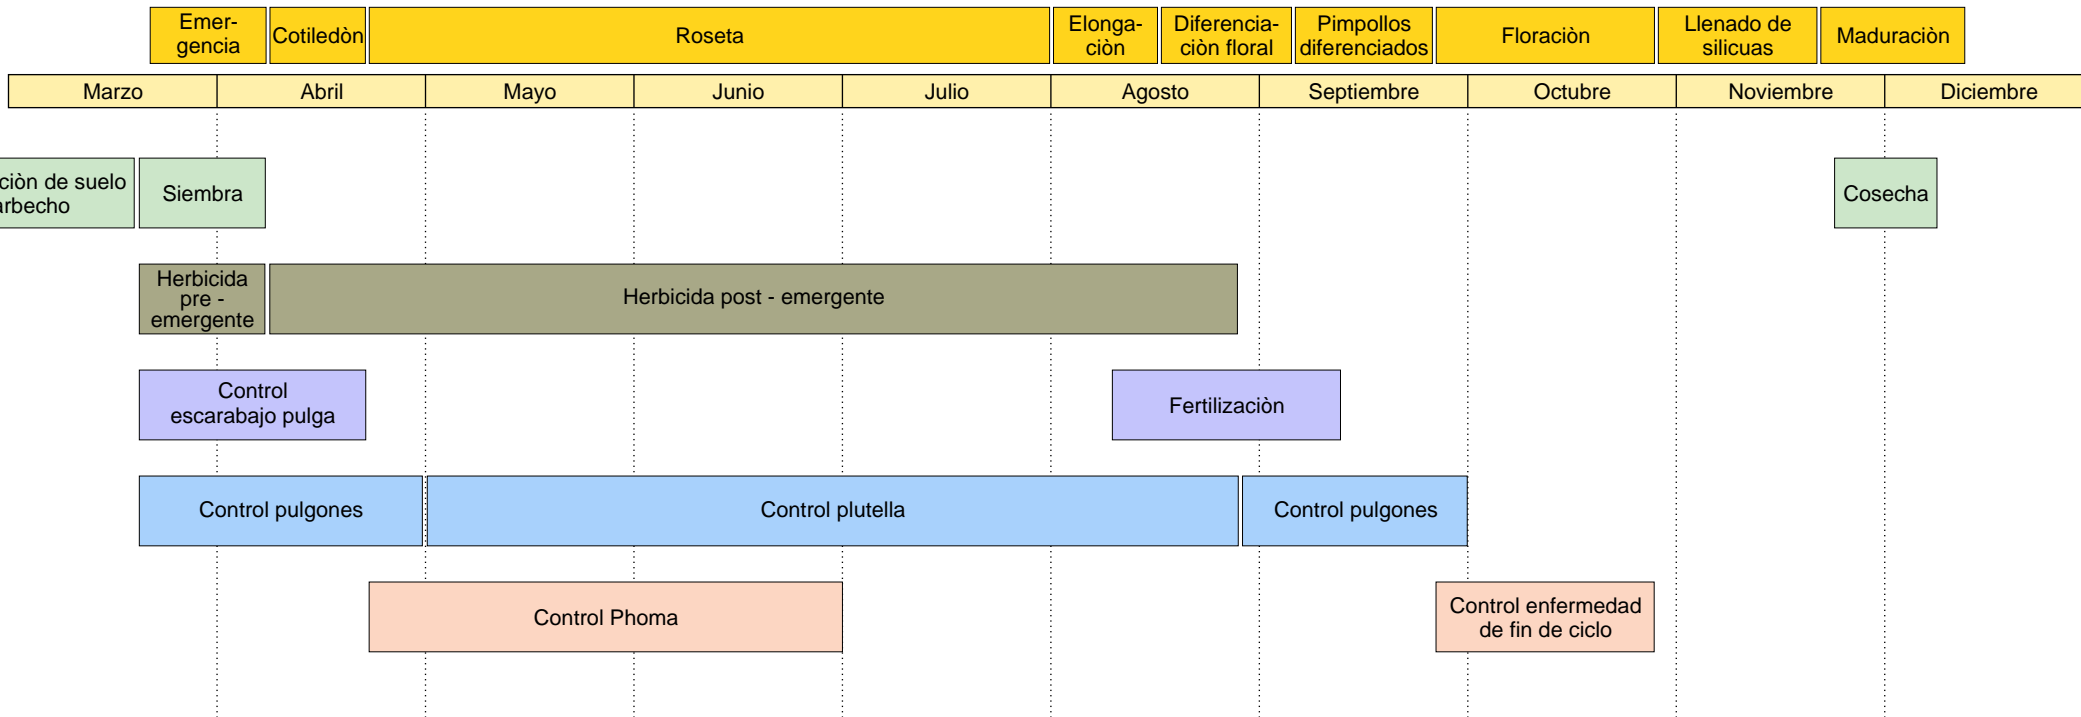 Emer-
gencia
Cotiledòn
Roseta
Elonga-
ciòn
Diferencia-
ciòn floral
Pimpollos
diferenciados
Floraciòn
Llenado de
silicuas
Maduraciòn
Marzo
Abril
Mayo
Junio
Julio
Agosto
Septiembre
Octubre
Noviembre
Diciembre
ciòn de suelo
arbecho
Siembra
Cosecha
Herbicida
pre -
emergente
Herbicida post - emergente
Control
escarabajo pulga
Fertilizaciòn
Control pulgones
Control plutella
Control pulgones
Control Phoma
Control enfermedad
de fin de ciclo